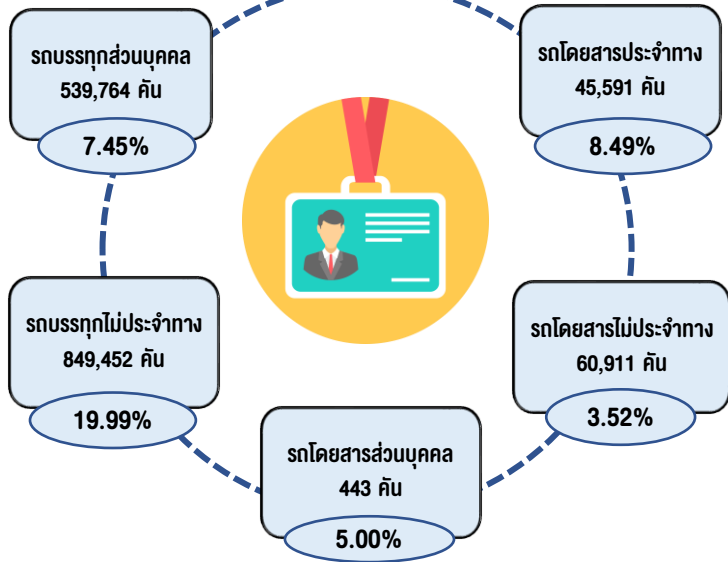 รถบรรทุกส่วนบุคคล
539,764 คัน
7.45%
รถโดยสารประจำทาง
45,591 คัน
8.49%
รถบรรทุกไม่ประจำทาง
849,452 คัน
19.99%
รถโดยสารไม่ประจำทาง
60,911 คัน
3.52%
รถโดยสารส่วนบุคคล
443 คัน
5.00%